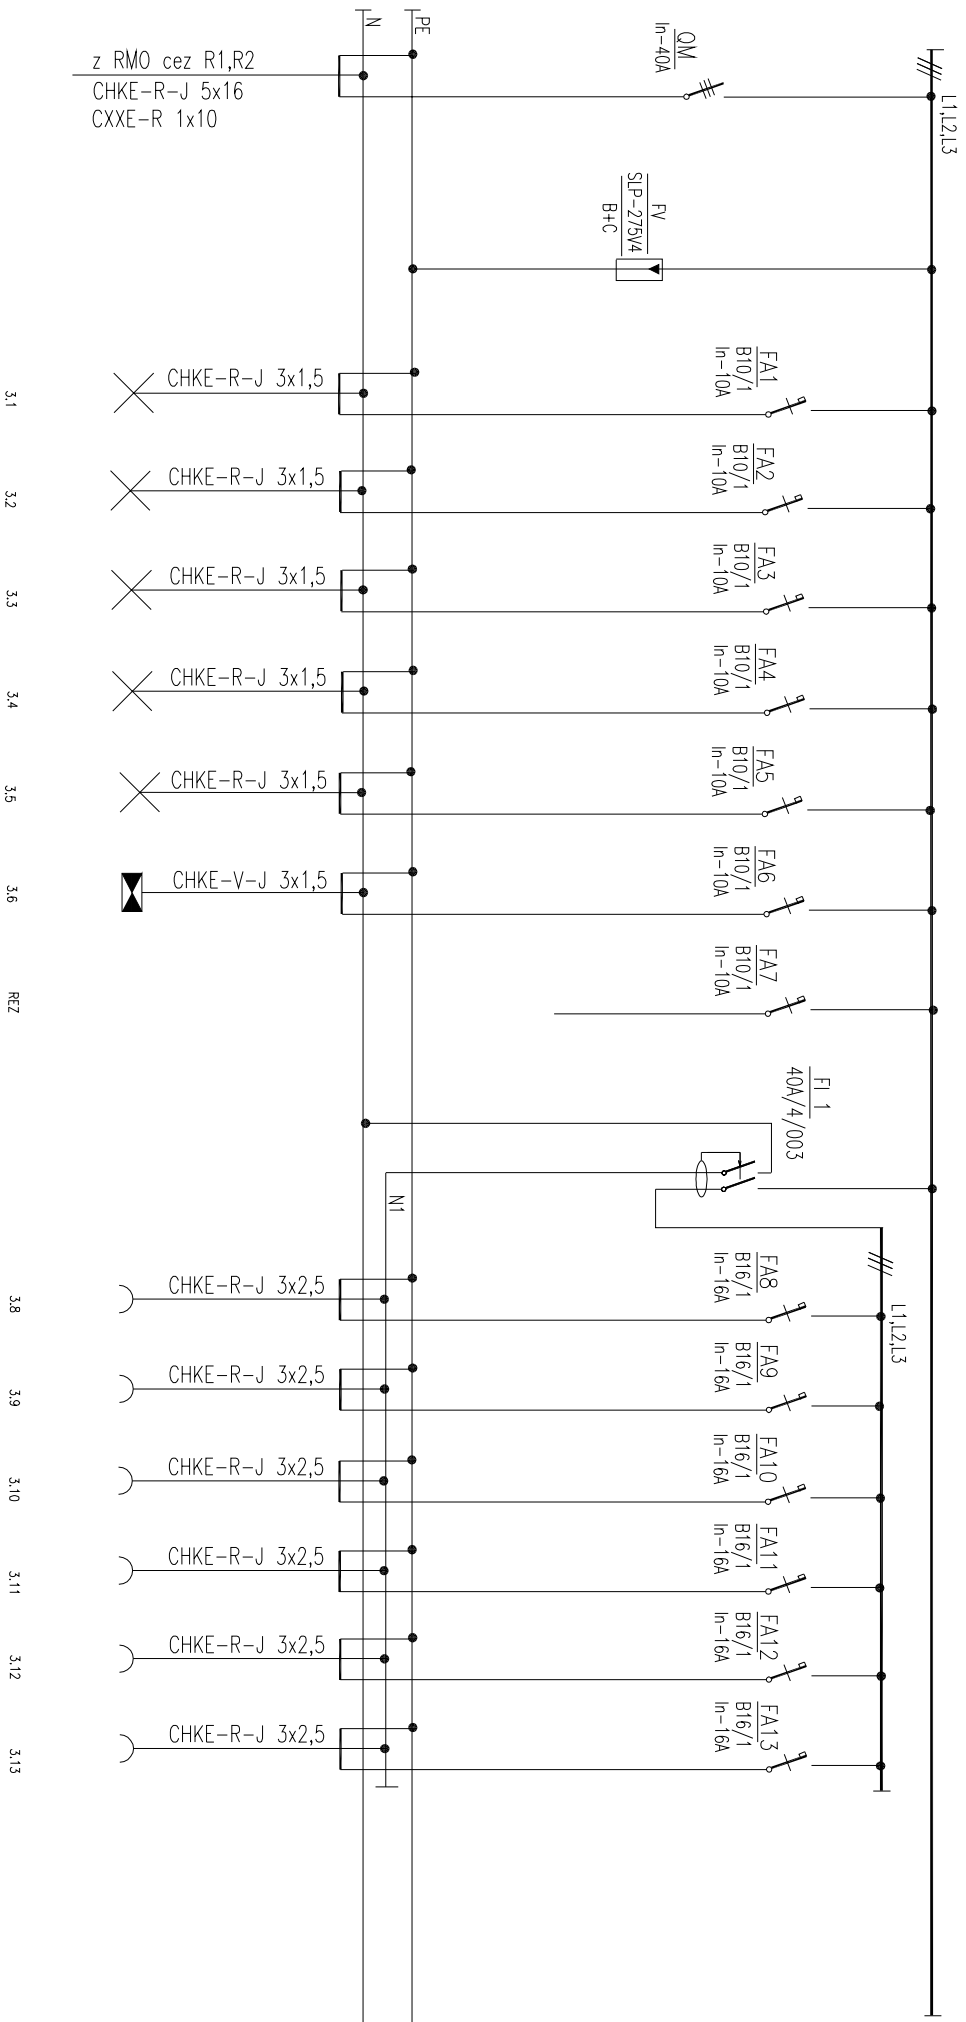 L1,L2,L3
N
PE
QM
In-40A
z RMO cez R1,R2
CHKE-R-J 5x16
CXXE-R 1x10
FV
SLP-275V4
B+C
FA1
B10/1
In-10A
CHKE-R-J 3x1,5
3.1
FA2
B10/1
In-10A
CHKE-R-J 3x1,5
3.2
FA3
B10/1
In-10A
CHKE-R-J 3x1,5
3.3
FA4
B10/1
In-10A
CHKE-R-J 3x1,5
3.4
FA5
B10/1
In-10A
CHKE-R-J 3x1,5
3.5
FA6
B10/1
In-10A
CHKE-V-J 3x1,5
3.6
FA7
B10/1
In-10A
REZ
FI 1
40A/4/003
N1
L1,L2,L3
FA8
B16/1
In-16A
CHKE-R-J 3x2,5
3.8
FA9
B16/1
In-16A
CHKE-R-J 3x2,5
3.9
FA10
B16/1
In-16A
CHKE-R-J 3x2,5
3.10
FA11
B16/1
In-16A
CHKE-R-J 3x2,5
3.11
FA12
B16/1
In-16A
CHKE-R-J 3x2,5
3.12
FA13
B16/1
In-16A
CHKE-R-J 3x2,5
3.13